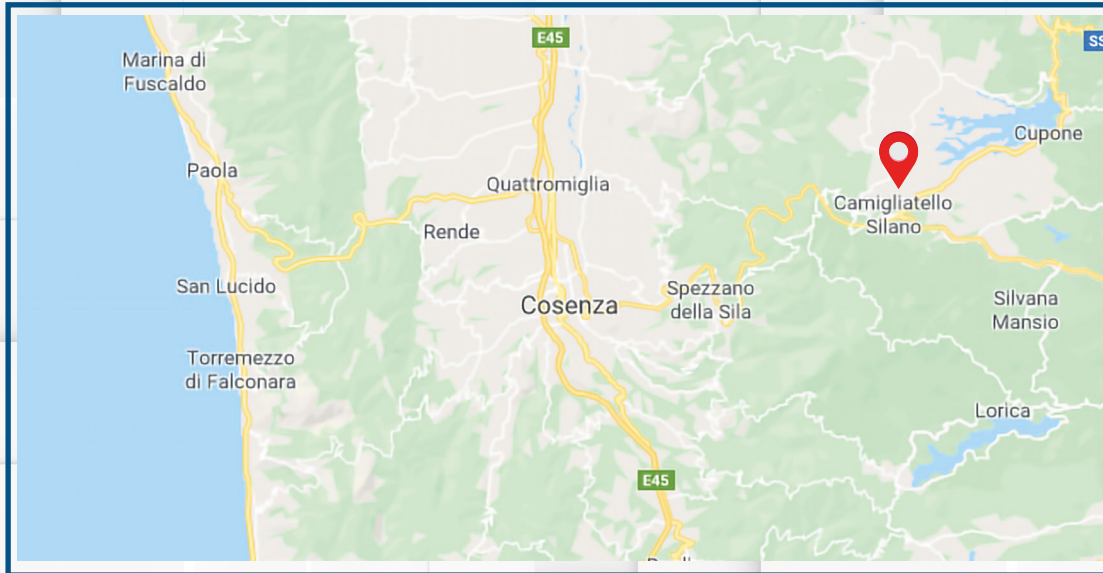 E45
SS
Marina di
Fuscaldo
Cupone
Paola
Quattromiglia
Camigliatello
Silano
Rende
San Lucido
Spezzano
della Sila
Cosenza
Silvana
Mansio
Torremezzo
di Falconara
Lorica
E45